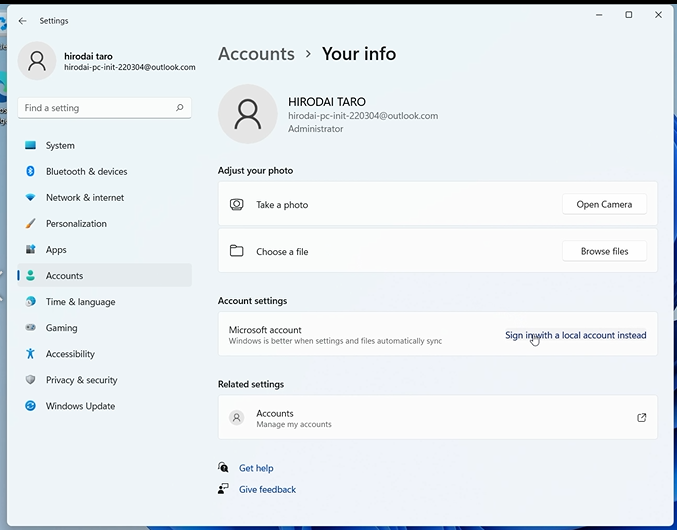 Settings
hirodai taro
hirodai-pc-init-220304@outlook.com
Find a setting
System
Bluetooth & devices
Network & internet
Personalization
Apps
Accounts
Time & language
Gaming
Accessibility
Privacy & security
Windows Update
Accounts › Your info
HIRODAI TARO
hirodai-pc-init-220304@outlook.com
Administrator
Adjust your photo
Take a photo
Open Camera
Choose a file
Browse files
Account settings
Microsoft account
Windows is better when settings and files automatically sync
Sign in with a local account instead
Related settings
Accounts
Manage my accounts
Get help
Give feedback